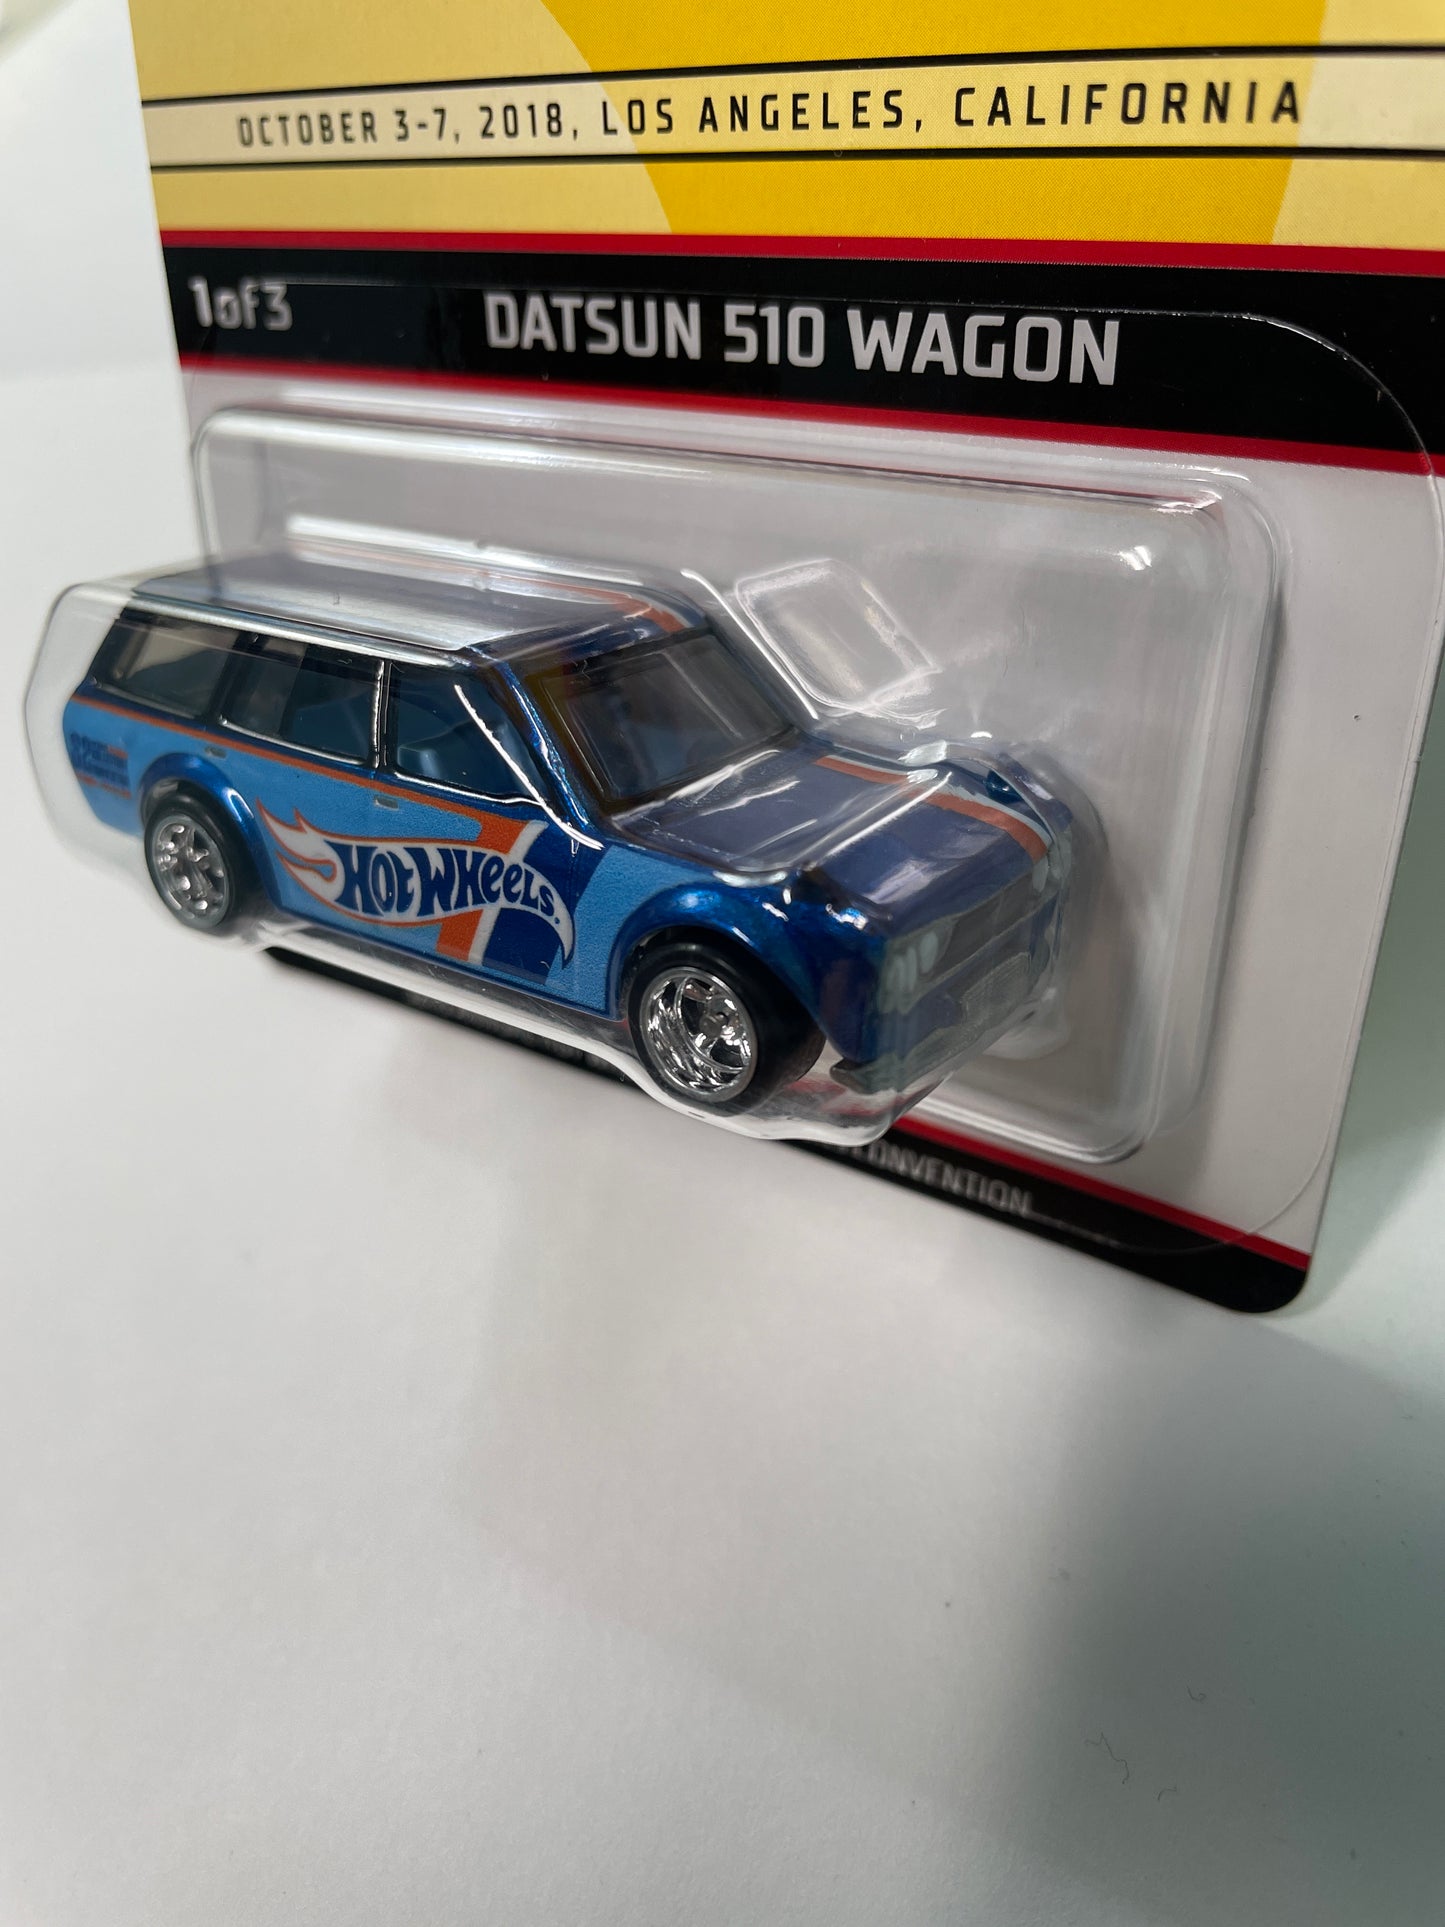 OCTOBER 3-7, 2018, LOS ANGELES, CALIFORNIA
1of3 DATSUN 510 WAGON
HOT WHEELS
CONVENTION